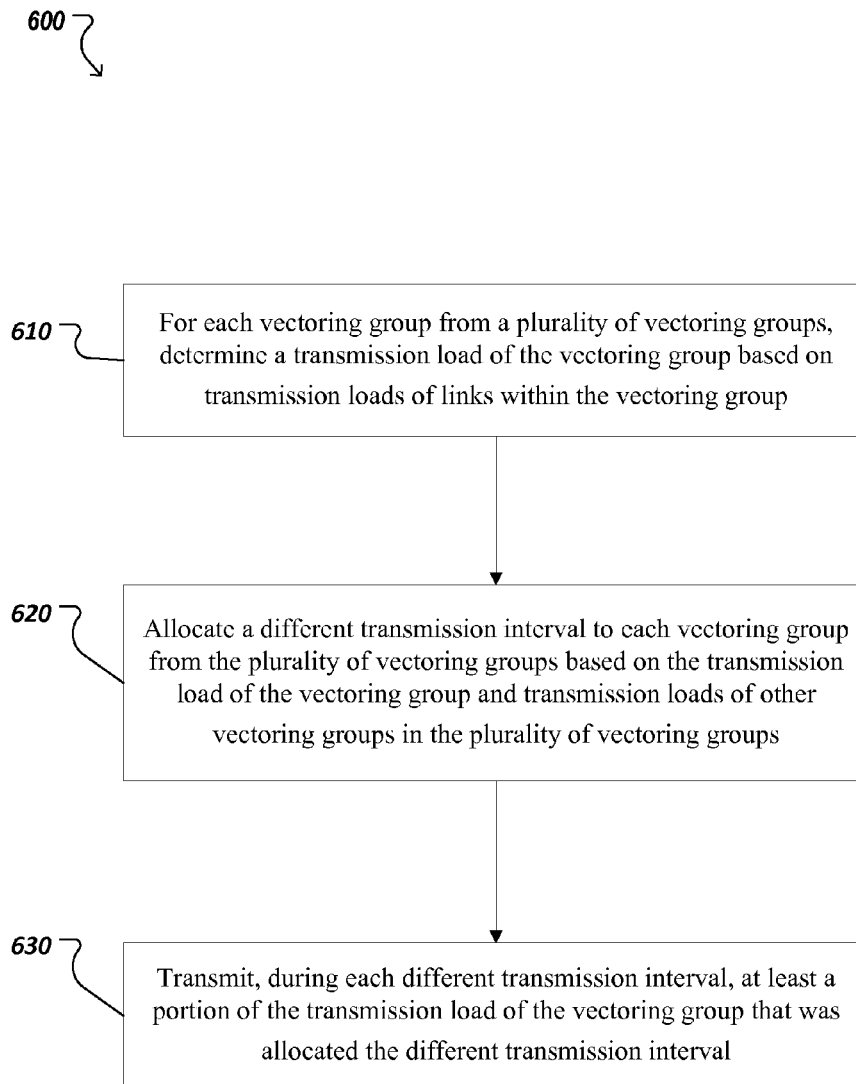 600
610
For each vectoring group from a plurality of vectoring groups,
determine a transmission load of the vectoring group based on
transmission loads of links within the vectoring group
620
Allocate a different transmission interval to each vectoring group
from the plurality of vectoring groups based on the transmission
load of the vectoring group and transmission loads of other
vectoring groups in the plurality of vectoring groups
630
Transmit, during each different transmission interval, at least a
portion of the transmission load of the vectoring group that was
allocated the different transmission interval